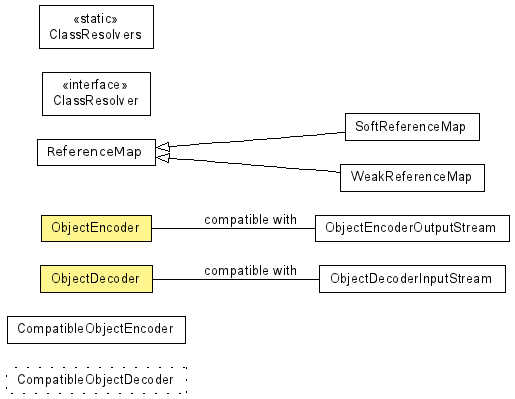 «static»
ClassResolvers
«interface»
ClassResolver
SoftReferenceMap
ReferenceMap
WeakReferenceMap
ObjectEncoder
compatible with
ObjectEncoderOutputStream
ObjectDecoder
compatible with
ObjectDecoderInputStream
CompatibleObjectEncoder
CompatibleObjectDecoder